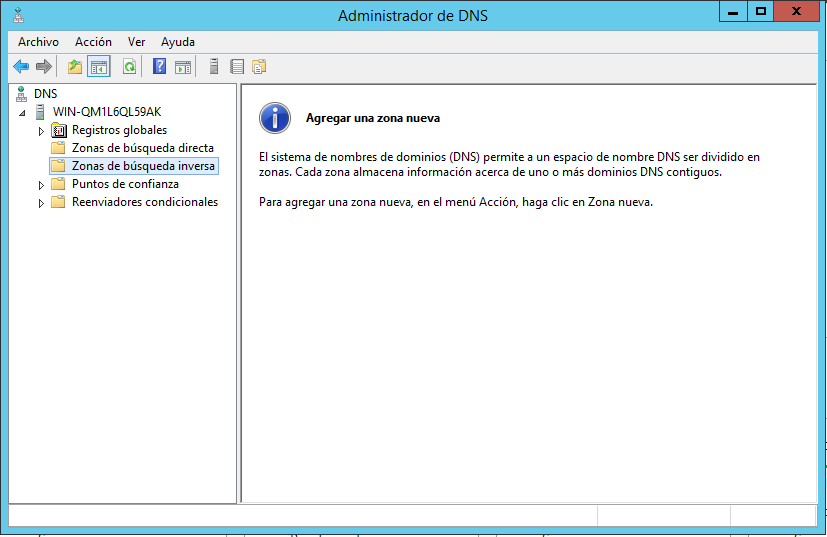 Administrador de DNS
Archivo Acción Ver Ayuda
DNS
WIN-QM1L6QL59AK
Registros globales
Zonas de búsqueda directa
Zonas de búsqueda inversa
Puntos de confianza
Reenviadores condicionales
Agregar una zona nueva
El sistema de nombres de dominios (DNS) permite a un espacio de nombre DNS ser dividido en
zonas. Cada zona almacena información acerca de uno o más dominios DNS contiguos.
Para agregar una zona nueva, en el menú Acción, haga clic en Zona nueva.